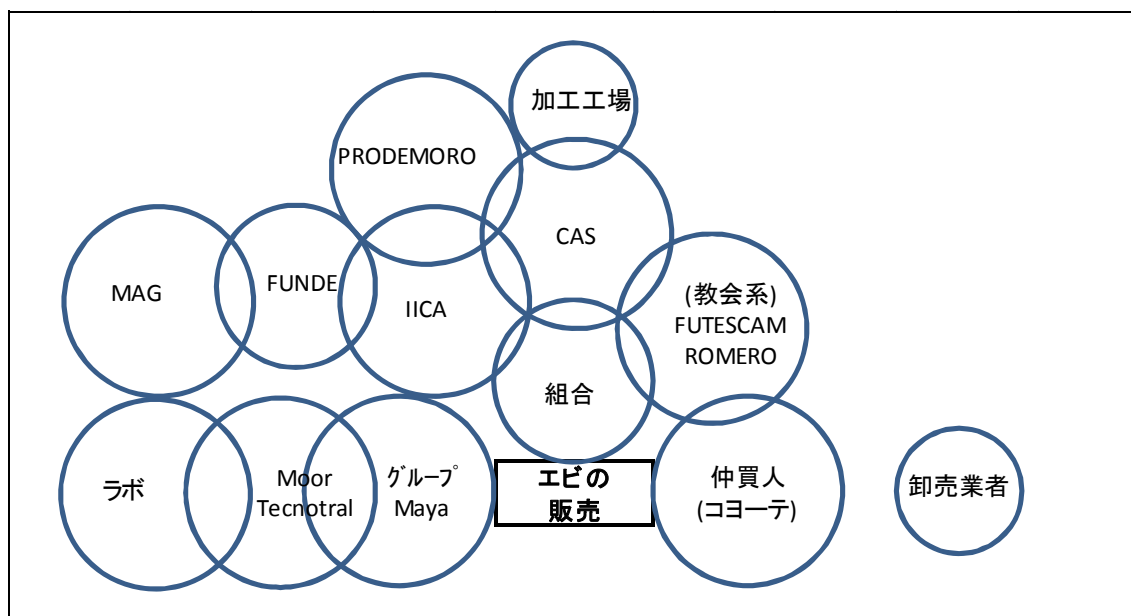 加工工場
PRODEMORO
CAS
MAG
FUNDE
IICA
(教会系)
FUTESCAM
ROMERO
組合
ラボ
Moor
Tecnotral
ｸﾞﾙｰﾌﾟ
Maya
エビの
販売
仲買人
(コヨーテ)
卸売業者